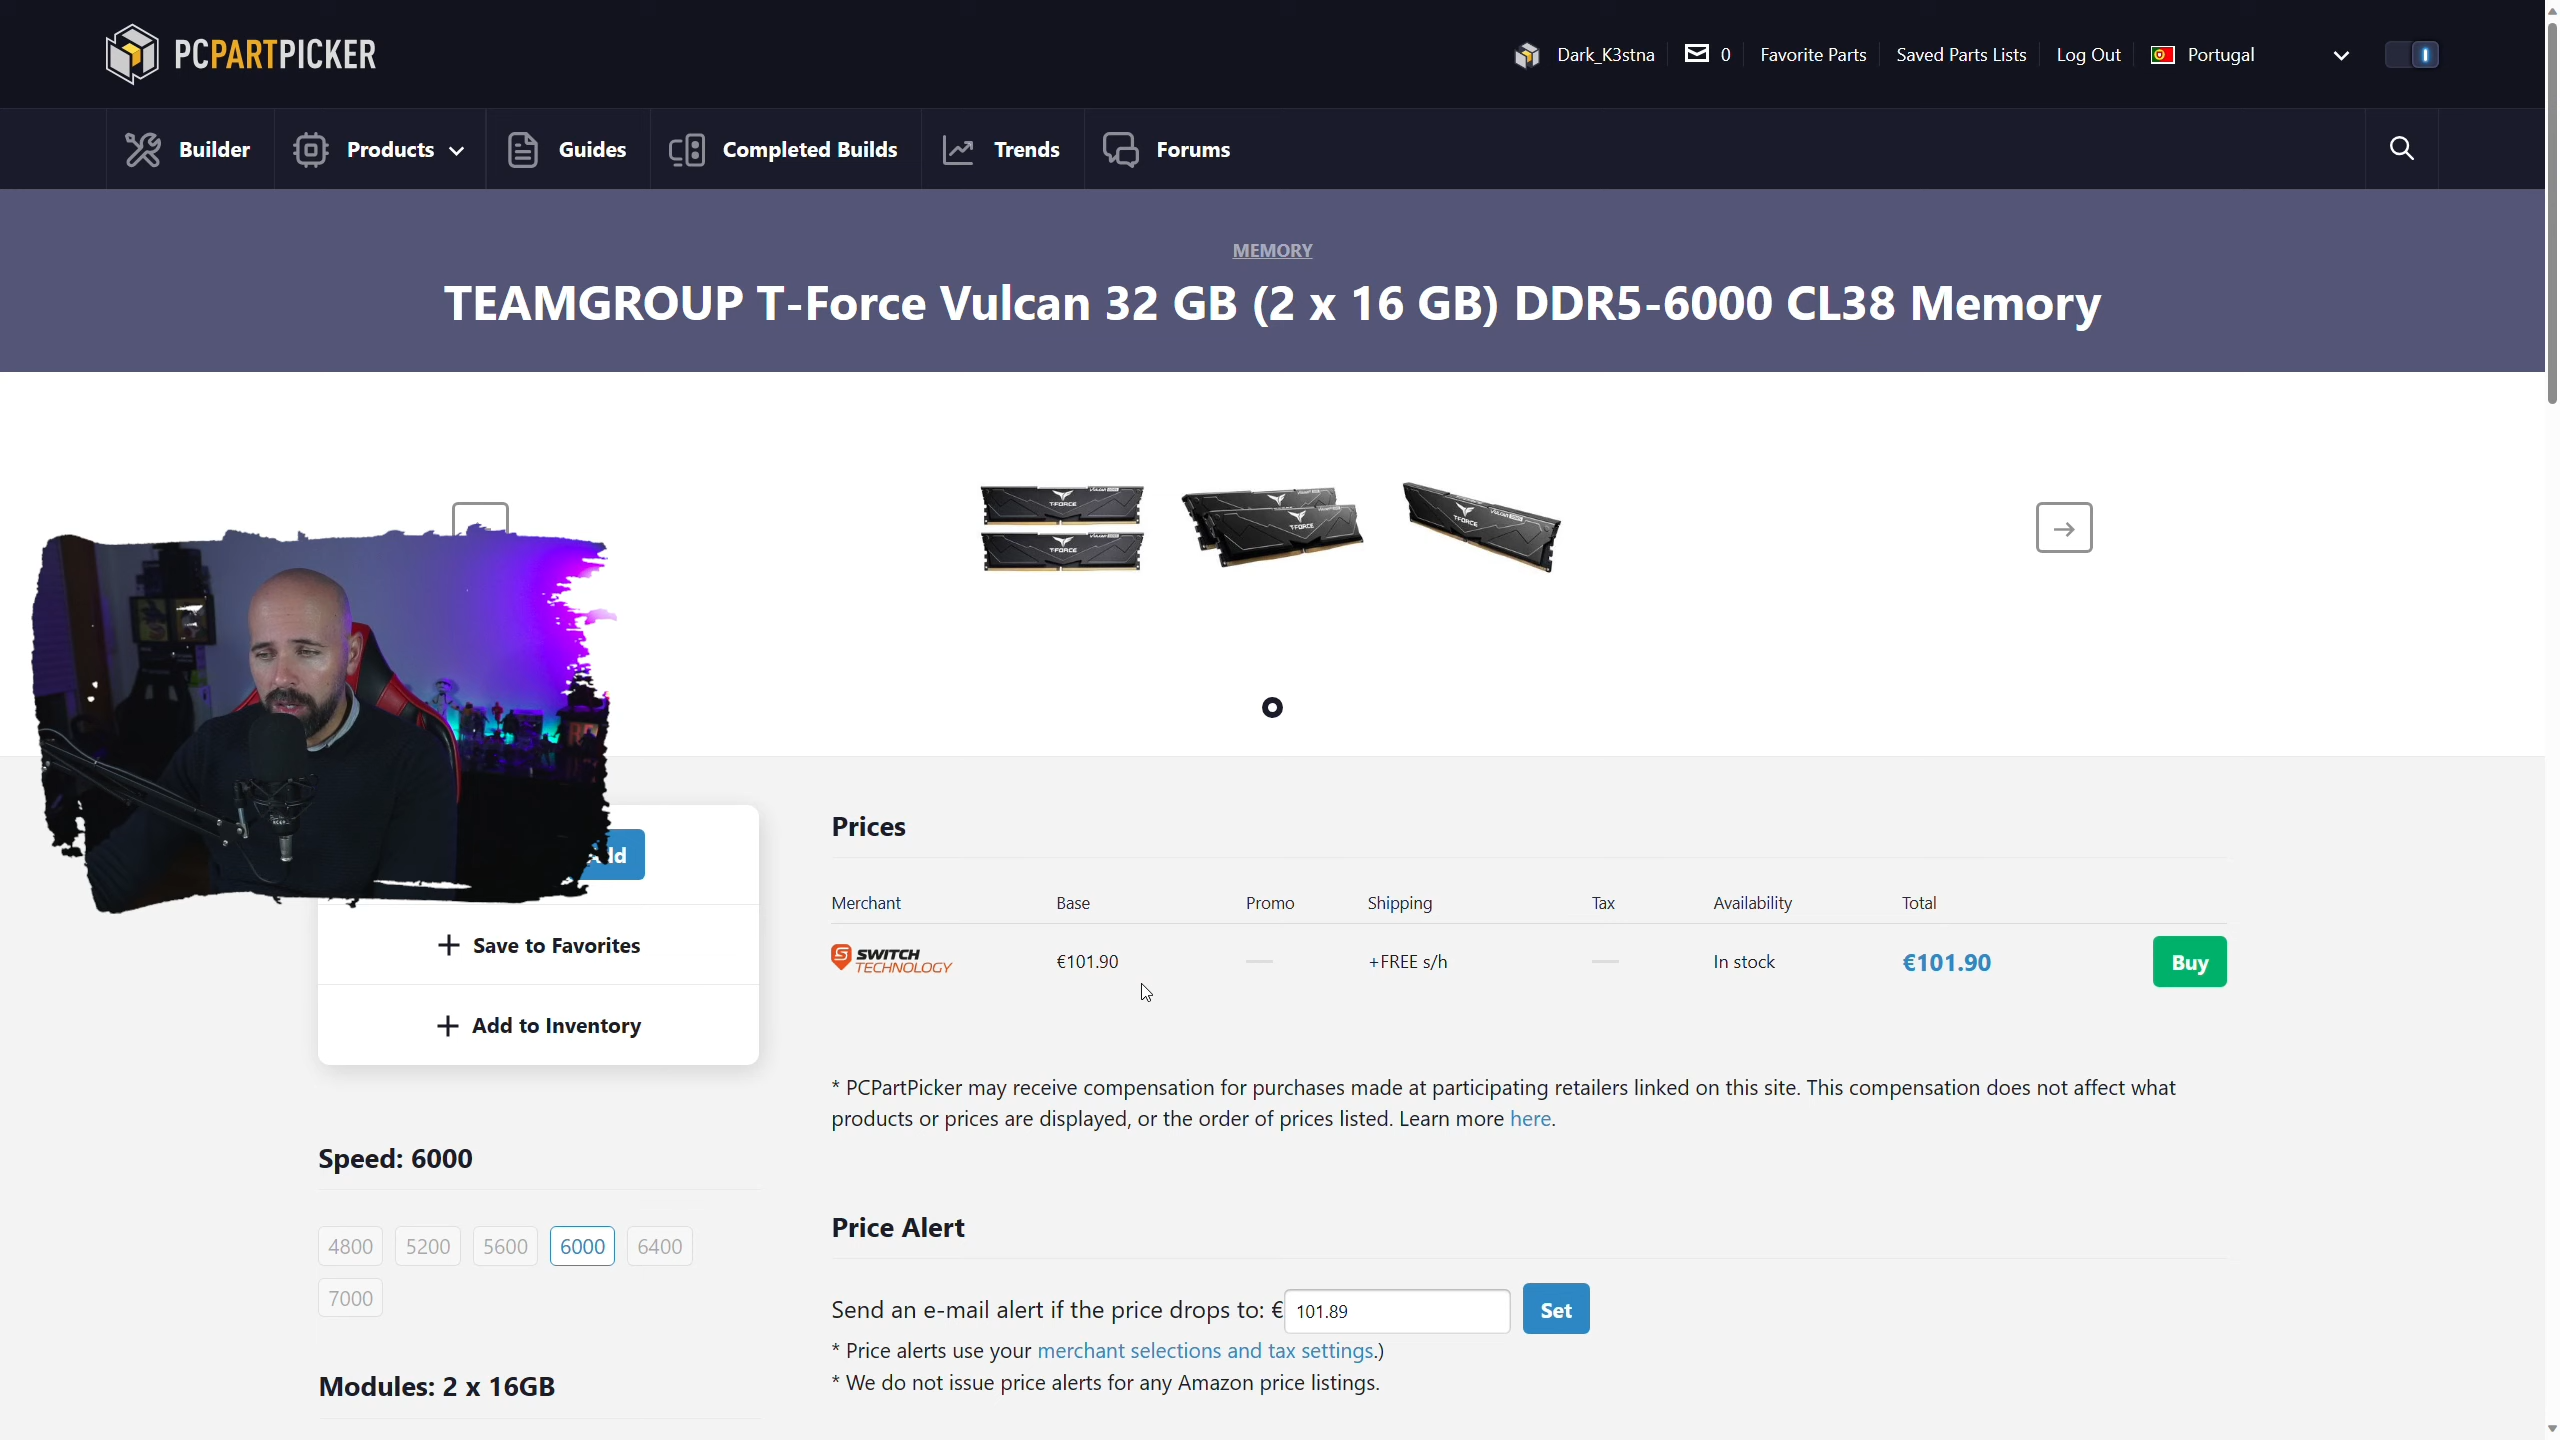 PCPARTPICKER
Dark_K3stna
0
Favorite Parts
Saved Parts Lists
Log Out
Portugal
Builder
Products
Guides
Completed Builds
Trends
Forums
MEMORY
TEAMGROUP T-Force Vulcan 32 GB (2 x 16 GB) DDR5-6000 CL38 Memory
T-FORCE
T-FORCE
T-FORCE
T-FORCE
T-FORCE
+ Save to Favorites
+ Add to Inventory
Speed: 6000
4800 5200 5600 6000 6400
7000
Modules: 2 x 16GB
Prices
Merchant Base Promo Shipping Tax Availability Total
SWITCH TECHNOLOGY €101.90 — +FREE s/h — In stock €101.90 Buy
* PCPartPicker may receive compensation for purchases made at participating retailers linked on this site. This compensation does not affect what
products or prices are displayed, or the order of prices listed. Learn more here.
Price Alert
Send an e-mail alert if the price drops to: € 101.89 Set
* Price alerts use your merchant selections and tax settings.)
* We do not issue price alerts for any Amazon price listings.